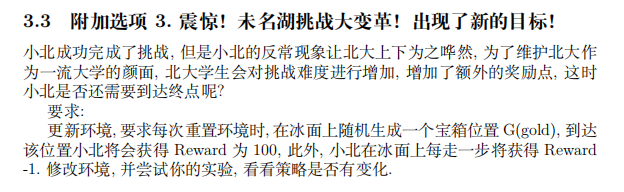 3.3 附加选项 3. 震惊! 未名湖挑战大变革! 出现了新的目标!
小北成功完成了挑战, 但是小北的反常现象让北大上下为之哗然, 为了维护北大作
为一流大学的颜面, 北大学生会对挑战难度进行增加, 增加了额外的奖励点, 这时
小北是否还需要到达终点呢?
要求:
更新环境, 要求每次重置环境时, 在冰面上随机生成一个宝箱位置 G(gold), 到达
该位置小北将会获得 Reward 为 100, 此外, 小北在冰面上每走一步将获得 Reward
-1. 修改环境, 并尝试你的实验, 看看策略是否有变化.